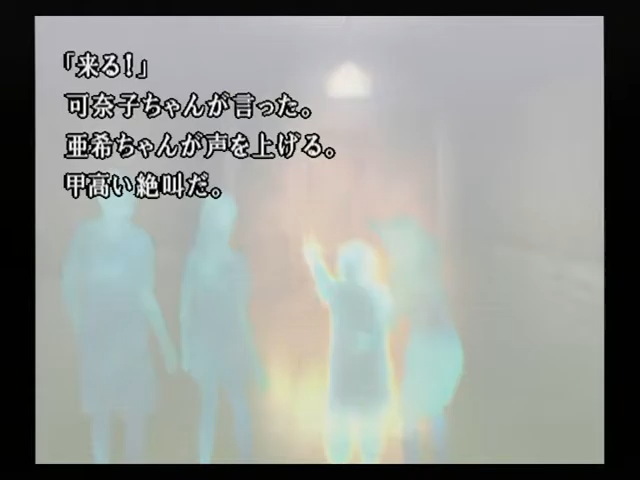 「来る！」
可奈子ちゃんが言った。
亜希ちゃんが声を上げる。
甲高い絶叫だ。